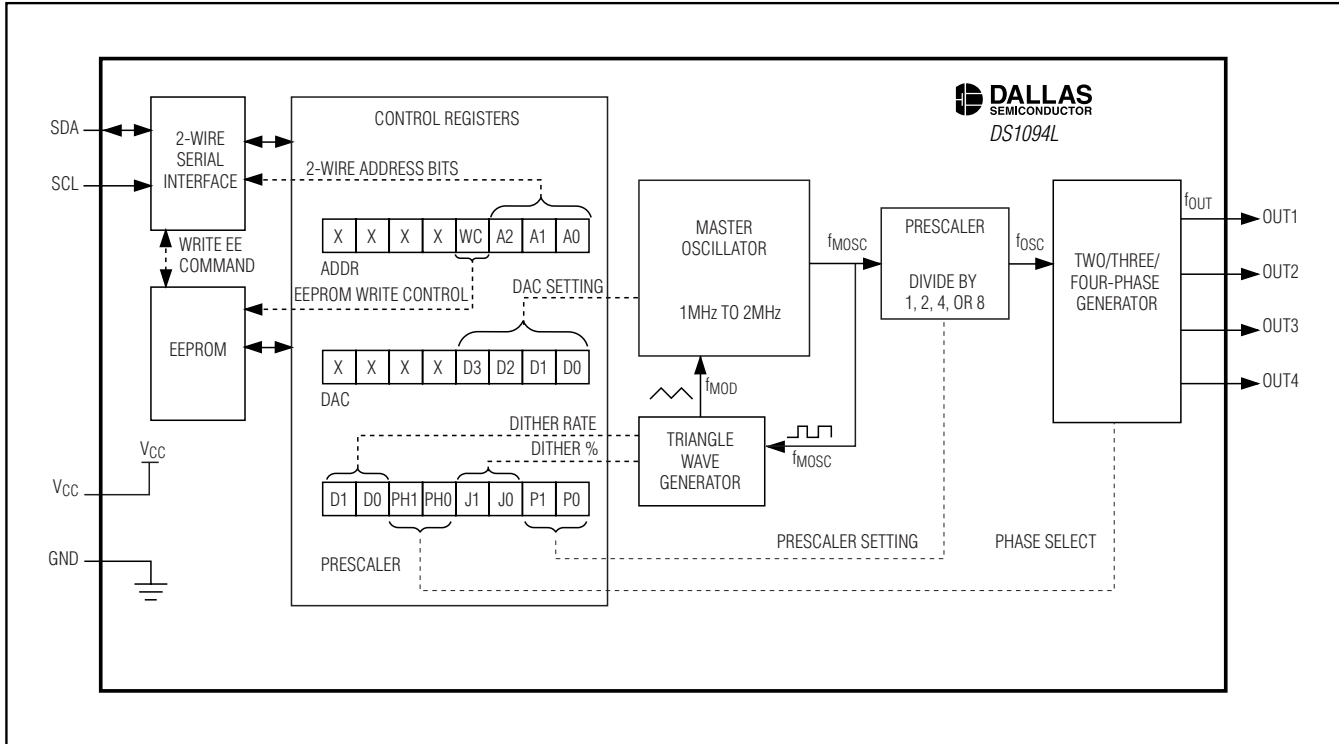 DALLAS
SEMICONDUCTOR
DS1094L
SDA
SCL
2-WIRE
SERIAL
INTERFACE
WRITE EE
COMMAND
EEPROM
VCC
VCC
GND
CONTROL REGISTERS
2-WIRE ADDRESS BITS
X X X X WC A2 A1 A0
ADDR
EEPROM WRITE CONTROL
DAC SETTING
X X X X D3 D2 D1 D0
DAC
DITHER RATE
DITHER %
D1 D0 PH1 PH0 J1 J0 P1 P0
PRESCALER
MASTER
OSCILLATOR
1MHz TO 2MHz
fMOD
TRIANGLE
WAVE
GENERATOR
fMOSC
fMOSC
PRESCALER
DIVIDE BY
1, 2, 4, OR 8
fOSC
PRESCALER SETTING
PHASE SELECT
TWO/THREE/
FOUR-PHASE
GENERATOR
fOUT
OUT1
OUT2
OUT3
OUT4